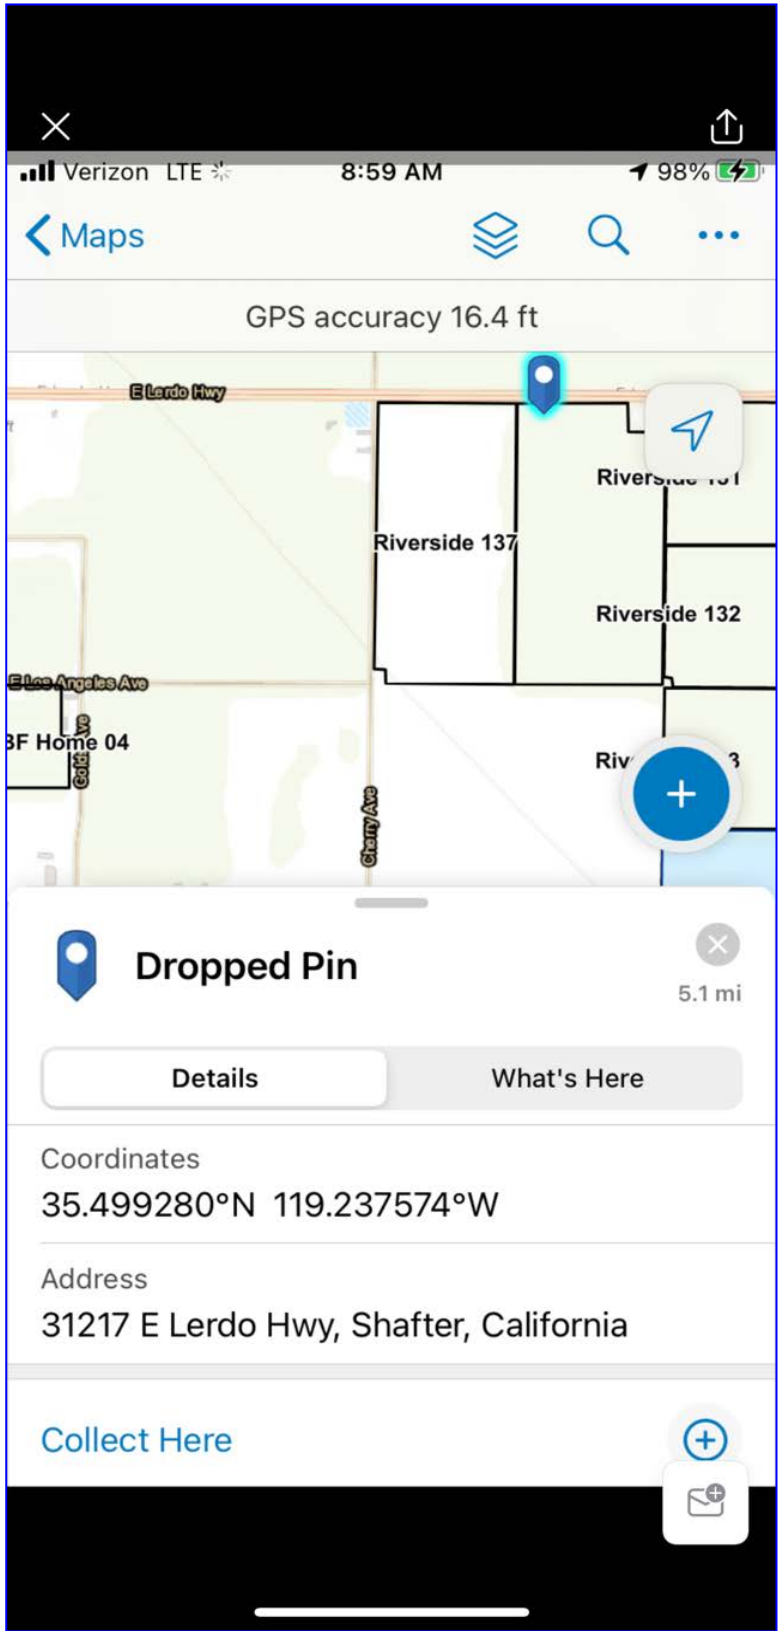 Verizon LTE 8:59 AM 98%
Maps
GPS accuracy 16.4 ft
E Lerdo Hwy
Riverside 137
Riverside 132
E Los Angeles Ave
BF Home 04
Cherry Ave
Dropped Pin
5.1 mi
Details What's Here
Coordinates
35.499280°N 119.237574°W
Address
31217 E Lerdo Hwy, Shafter, California
Collect Here